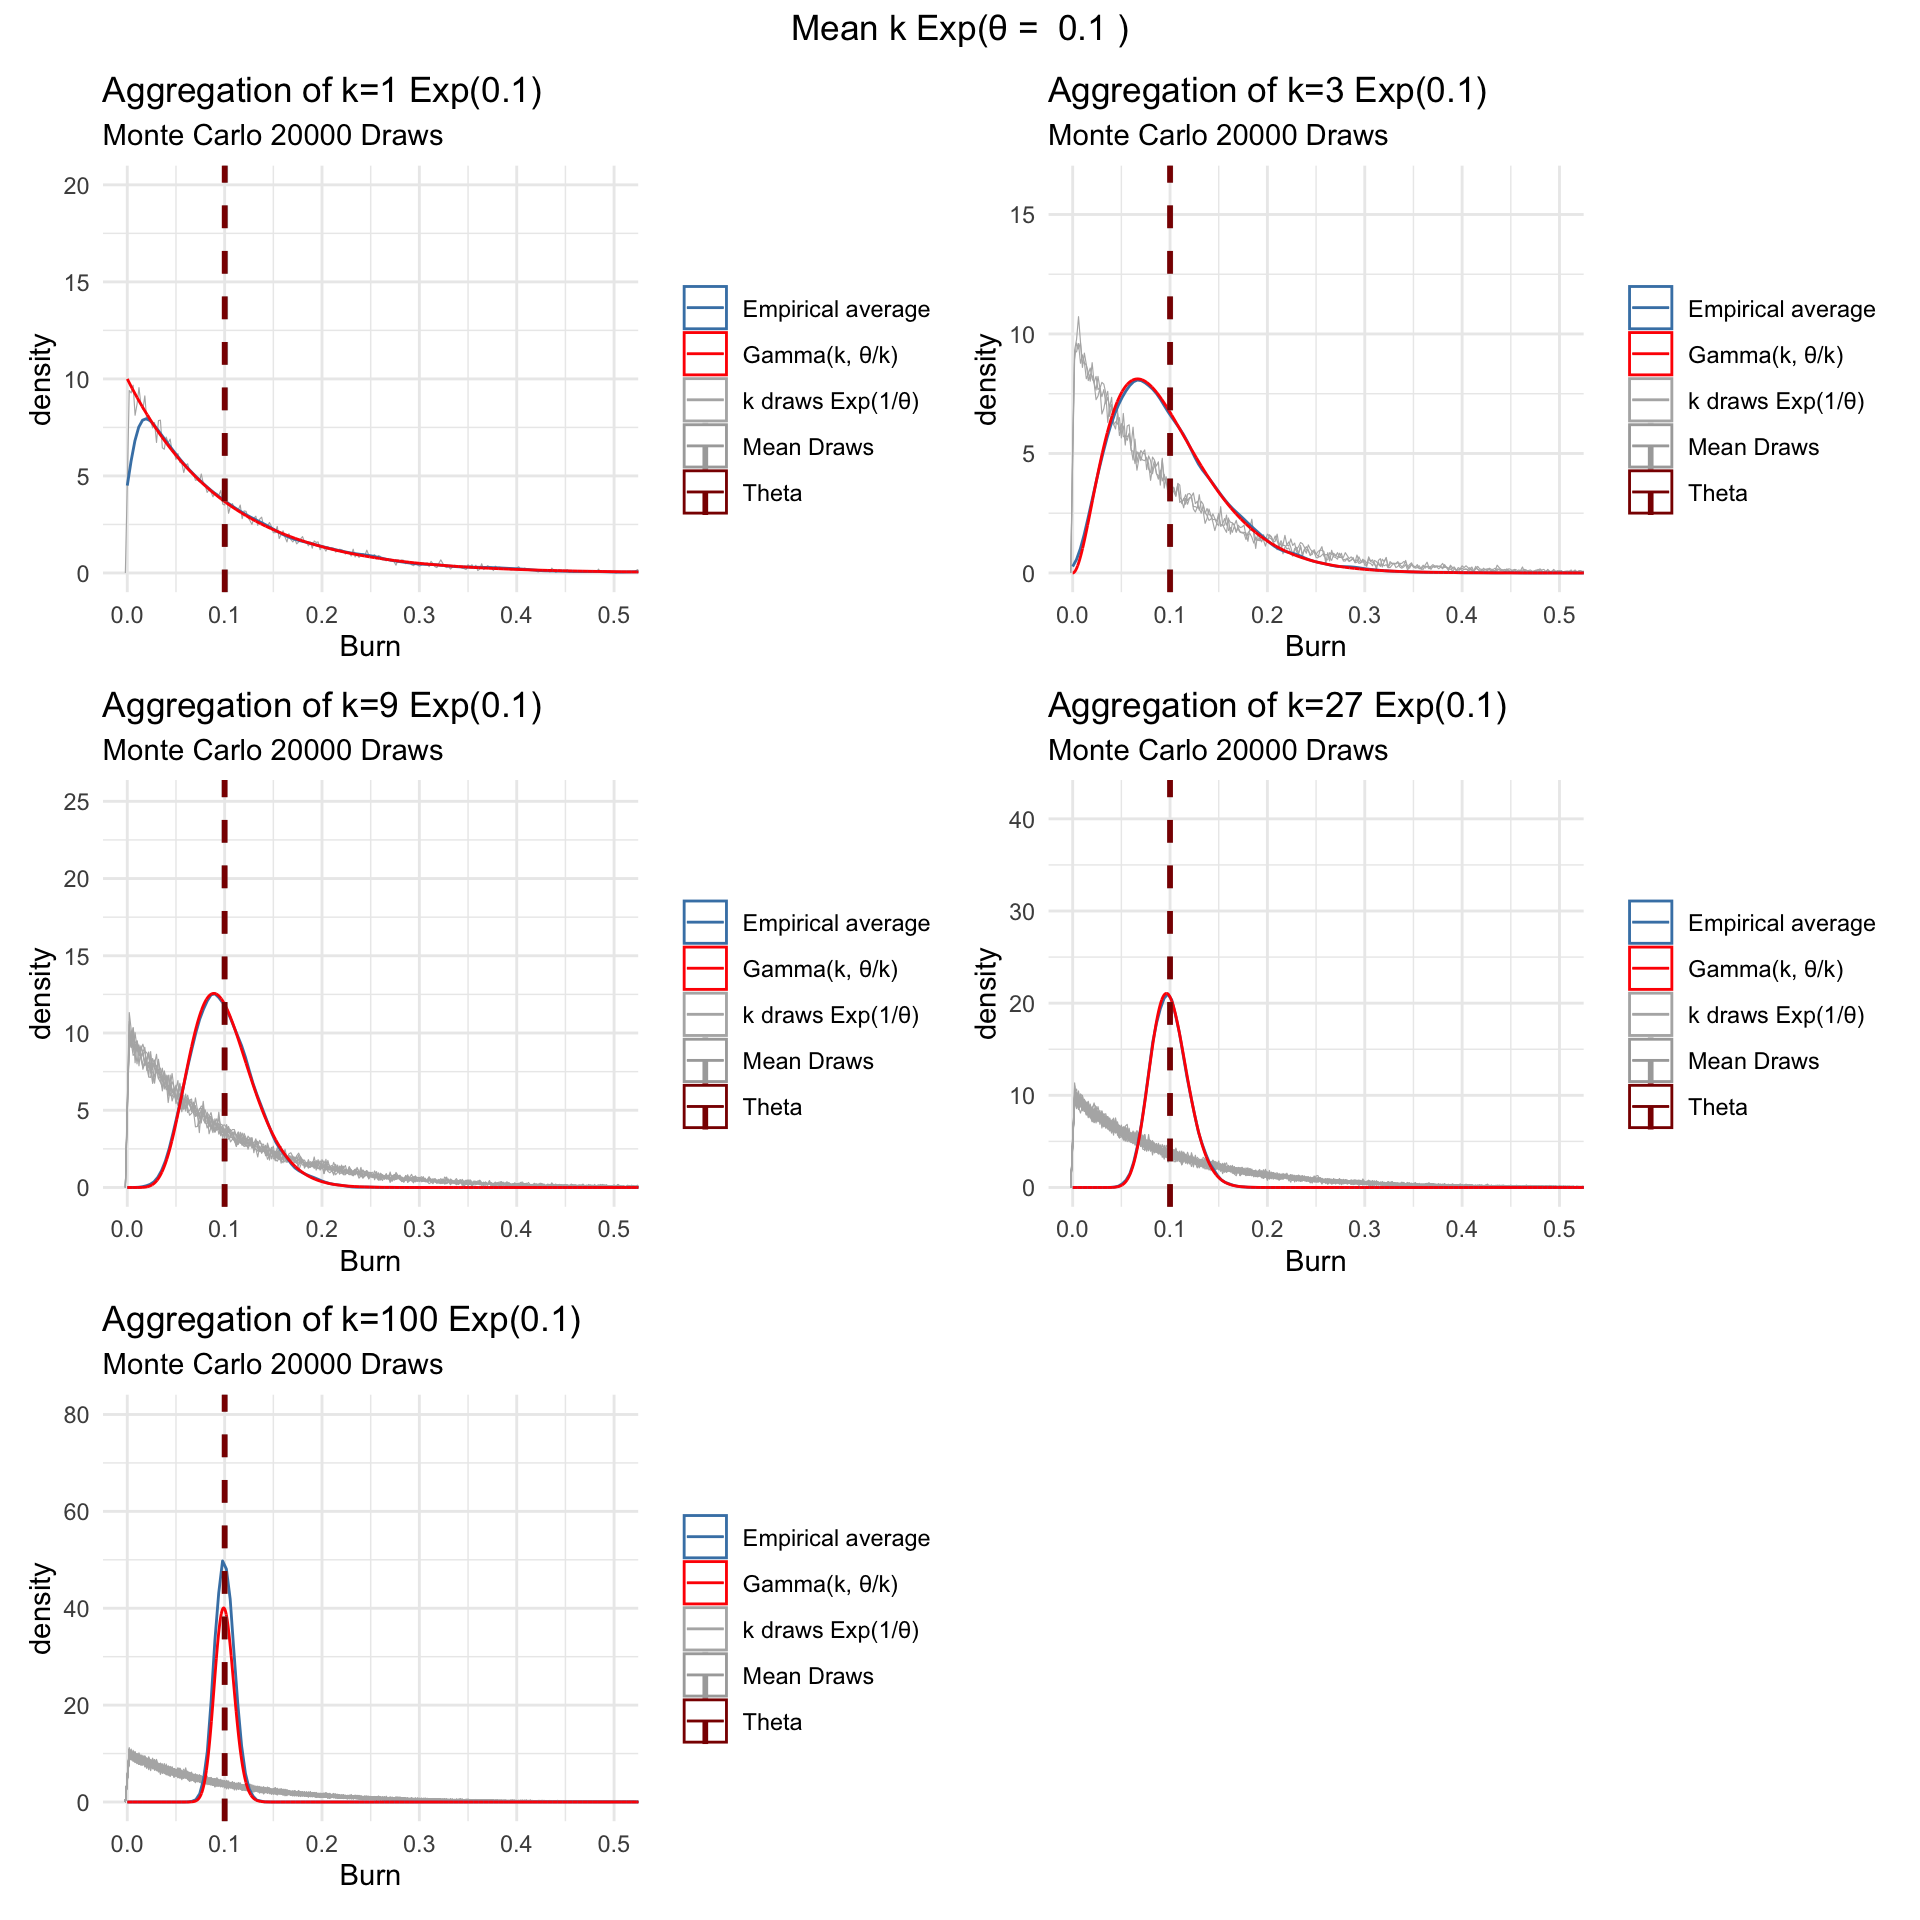 Mean k Exp(θ =  0.1 )
Aggregation of k=1 Exp(0.1)
Monte Carlo 20000 Draws
20
15
10
5
0
density
0.0 0.1 0.2 0.3 0.4 0.5
Burn
Empirical average
Gamma(k, θ/k)
k draws Exp(1/θ)
Mean Draws
Theta
Aggregation of k=3 Exp(0.1)
Monte Carlo 20000 Draws
15
10
5
0
density
0.0 0.1 0.2 0.3 0.4 0.5
Burn
Empirical average
Gamma(k, θ/k)
k draws Exp(1/θ)
Mean Draws
Theta
Aggregation of k=9 Exp(0.1)
Monte Carlo 20000 Draws
25
20
15
10
5
0
density
0.0 0.1 0.2 0.3 0.4 0.5
Burn
Empirical average
Gamma(k, θ/k)
k draws Exp(1/θ)
Mean Draws
Theta
Aggregation of k=27 Exp(0.1)
Monte Carlo 20000 Draws
40
30
20
10
0
density
0.0 0.1 0.2 0.3 0.4 0.5
Burn
Empirical average
Gamma(k, θ/k)
k draws Exp(1/θ)
Mean Draws
Theta
Aggregation of k=100 Exp(0.1)
Monte Carlo 20000 Draws
80
60
40
20
0
density
0.0 0.1 0.2 0.3 0.4 0.5
Burn
Empirical average
Gamma(k, θ/k)
k draws Exp(1/θ)
Mean Draws
Theta